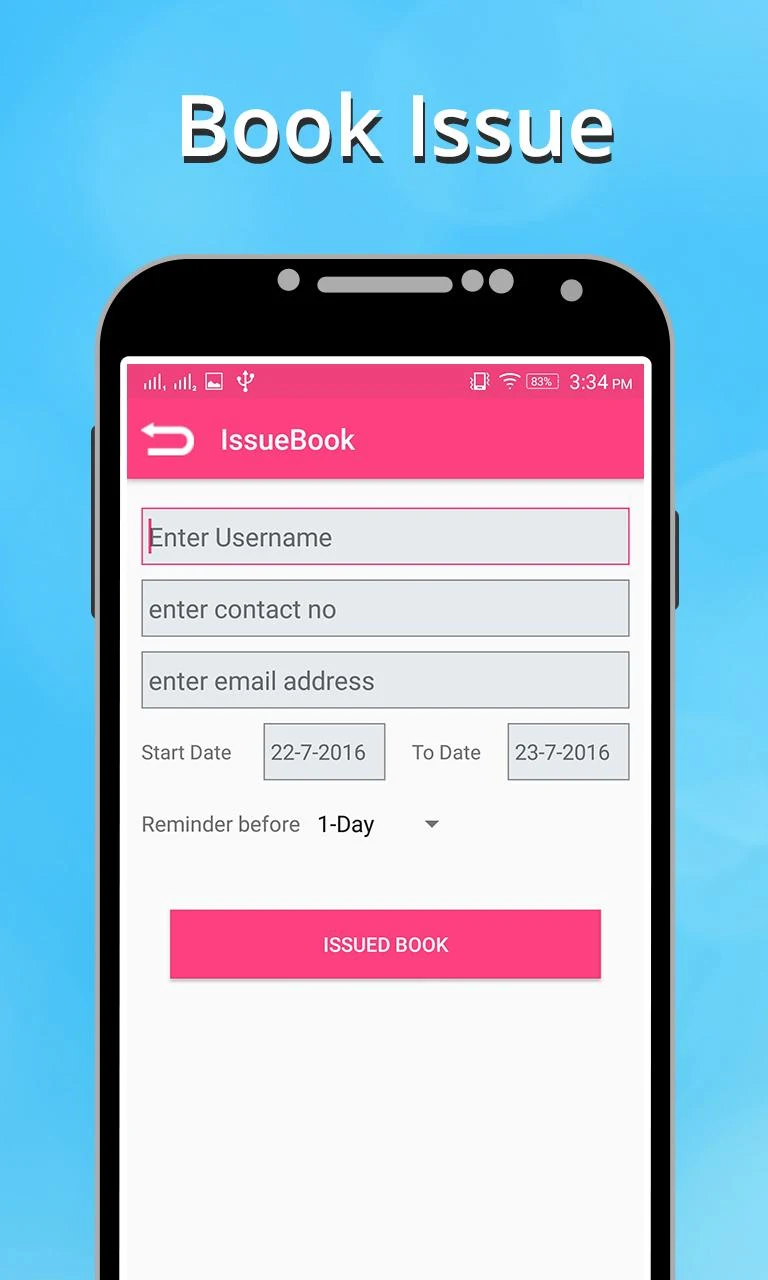 Book Issue
83% 3:34 PM
IssueBook
Enter Username
enter contact no
enter email address
Start Date 22-7-2016 To Date 23-7-2016
Reminder before 1-Day
ISSUED BOOK